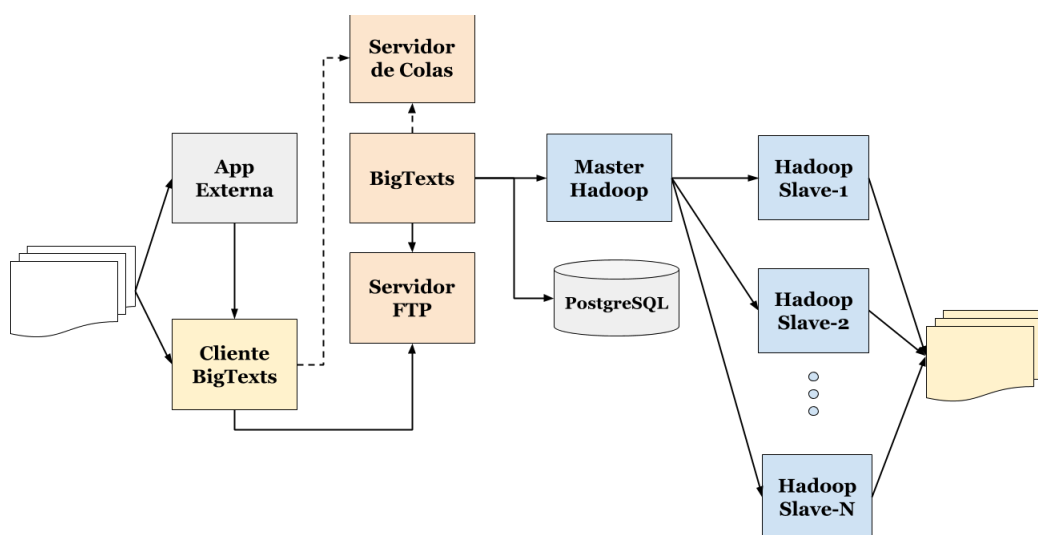 Servidor
de Colas
App
Externa
BigTexts
Master
Hadoop
Hadoop
Slave-1
Servidor
FTP
PostgreSQL
Hadoop
Slave-2
Cliente
BigTexts
Hadoop
Slave-N